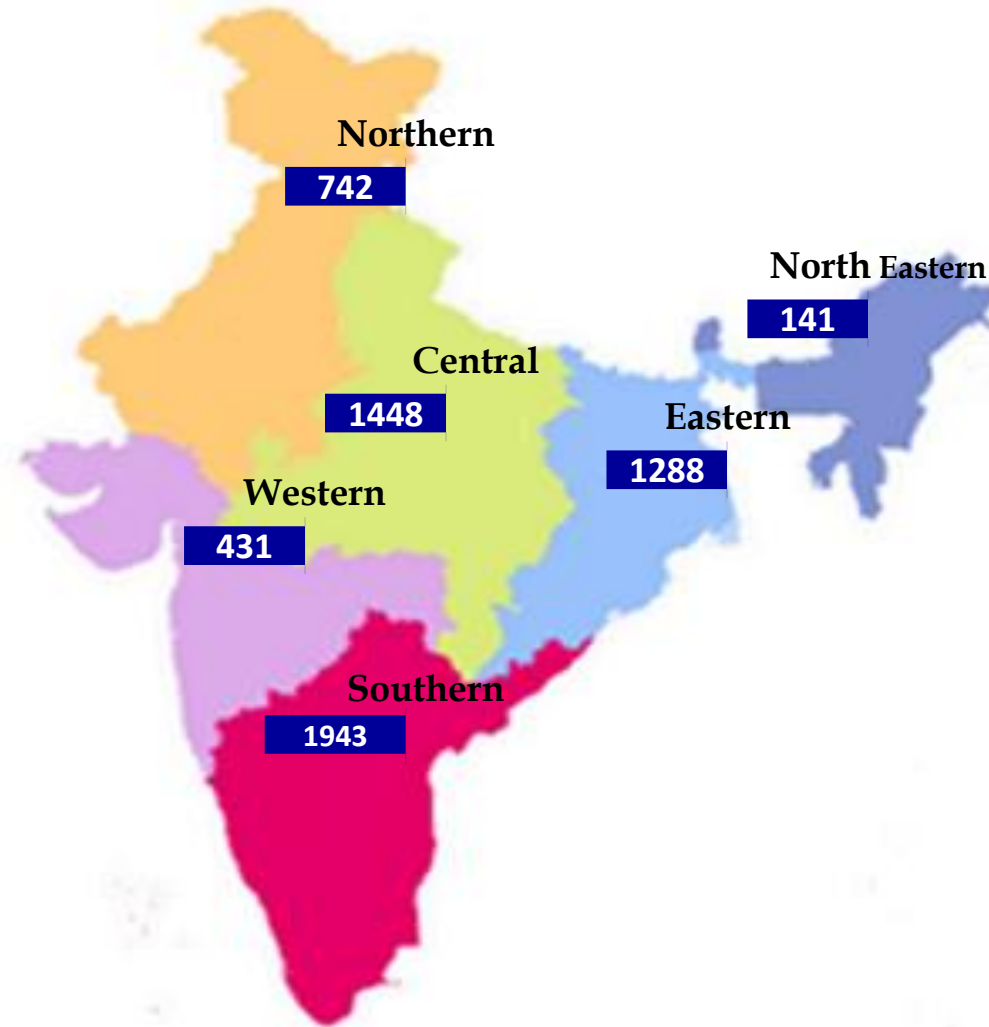 Northern
742
North Eastern
141
Central
1448
Eastern
1288
Western
431
Southern
1943